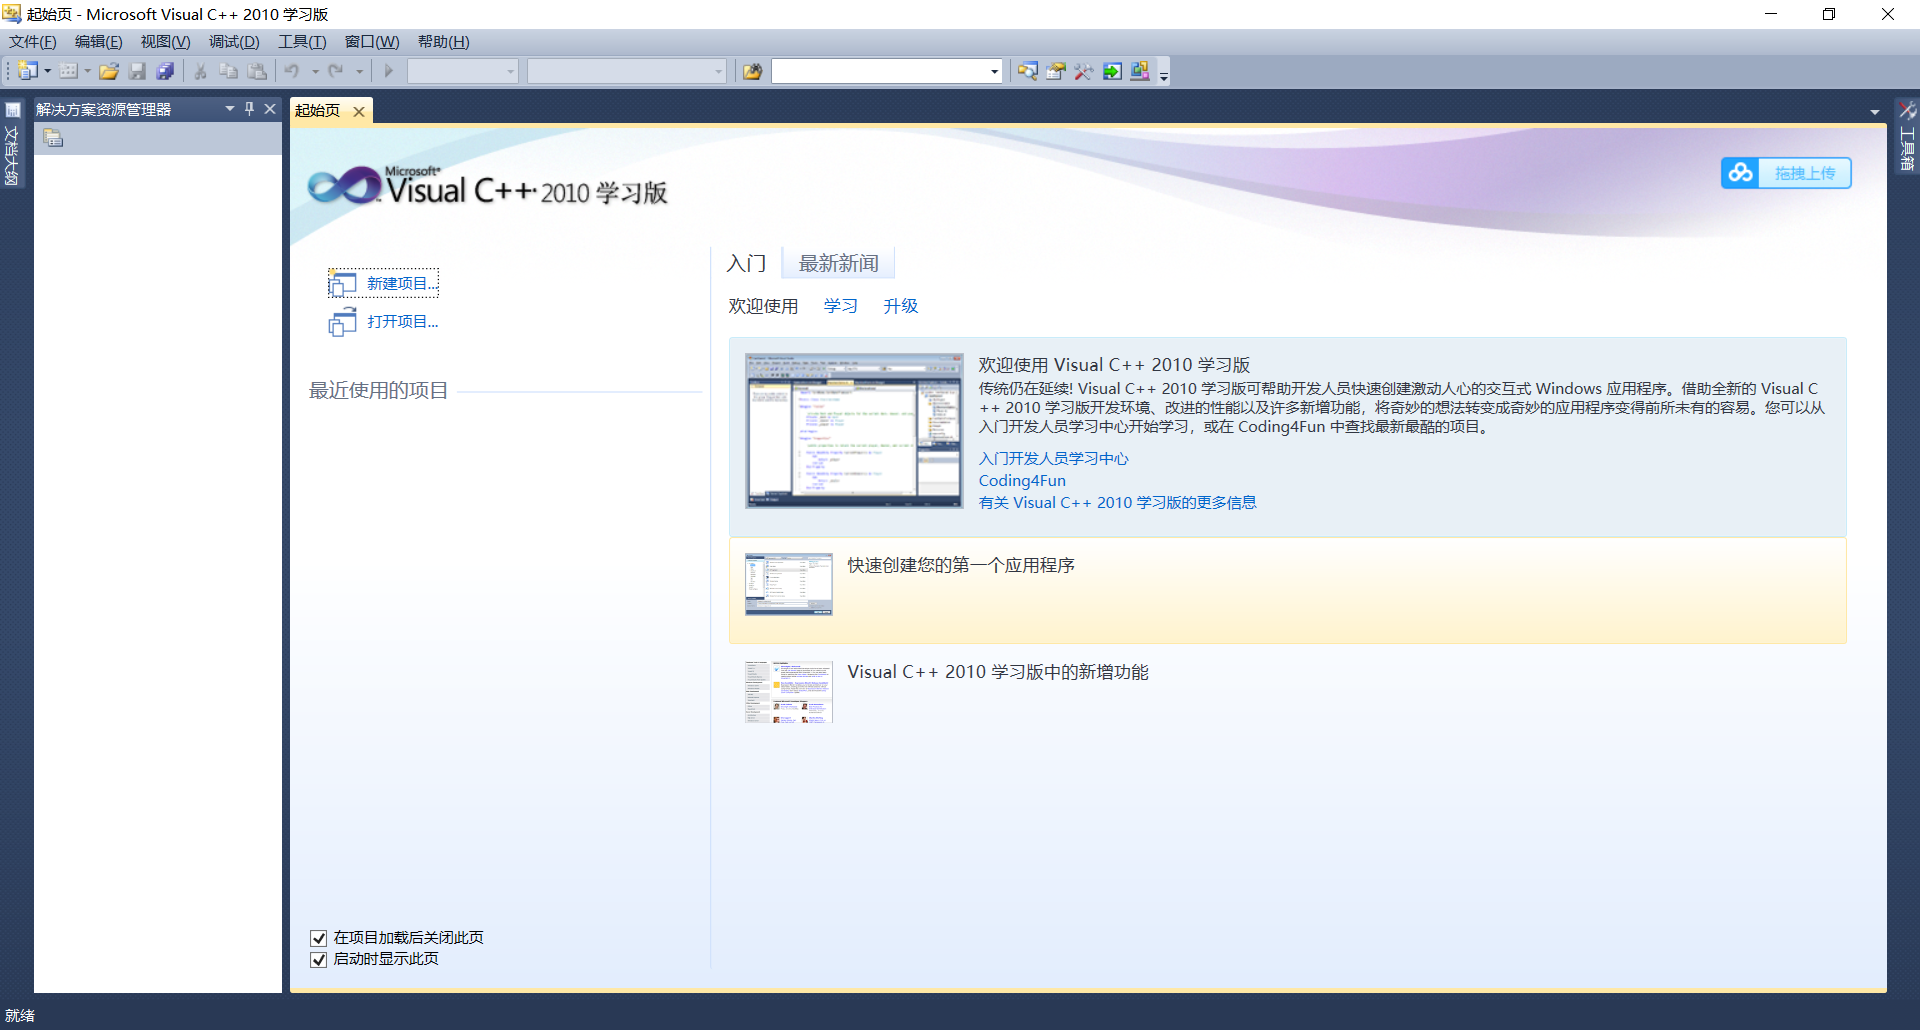 起始页 - Microsoft Visual C++ 2010 学习版
文件(F) 编辑(E) 视图(V) 调试(D) 工具(T) 窗口(W) 帮助(H)
文档大纲
解决方案资源管理器
起始页
工具箱
Microsoft®
Visual C++ 2010 学习版
拖拽上传
新建项目...
打开项目...
最近使用的项目
入门 最新新闻
欢迎使用 学习 升级
欢迎使用 Visual C++ 2010 学习版
传统仍在延续! Visual C++ 2010 学习版可帮助开发人员快速创建激动人心的交互式 Windows 应用程序。借助全新的 Visual C
++ 2010 学习版开发环境、改进的性能以及许多新增功能，将奇妙的想法转变成奇妙的应用程序变得前所未有的容易。您可以从
入门开发人员学习中心开始学习，或在 Coding4Fun 中查找最新最酷的项目。
入门开发人员学习中心
Coding4Fun
有关 Visual C++ 2010 学习版的更多信息
快速创建您的第一个应用程序
Visual C++ 2010 学习版中的新增功能
在项目加载后关闭此页
启动时显示此页
就绪